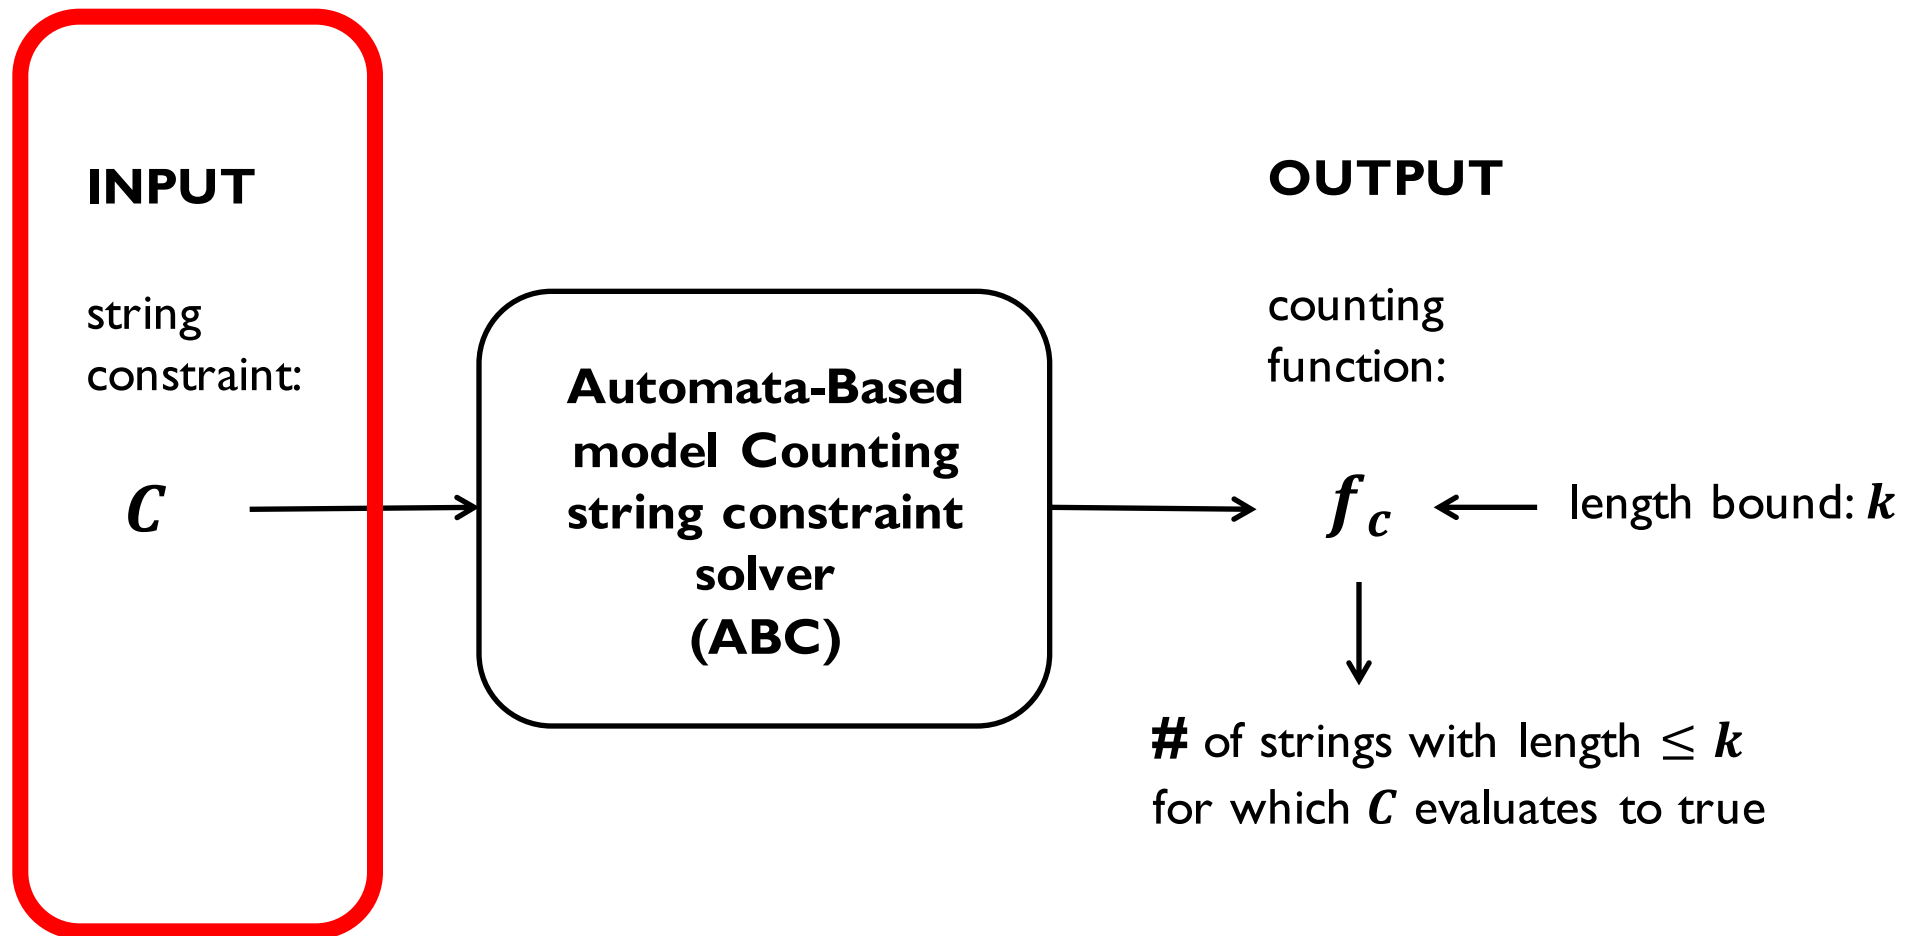 INPUT
string
constraint:
C
Automata-Based
model Counting
string constraint
solver
(ABC)
OUTPUT
counting
function:
f c
length bound: k
# of strings with length ≤ k
for which C evaluates to true